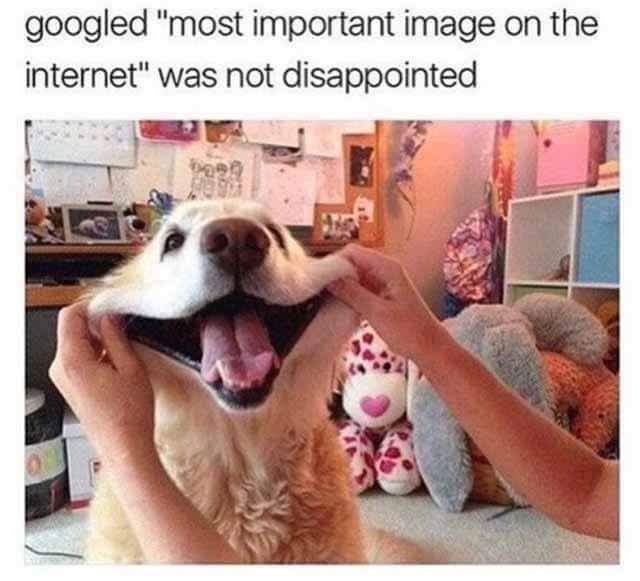 googled "most important image on the
internet" was not disappointed